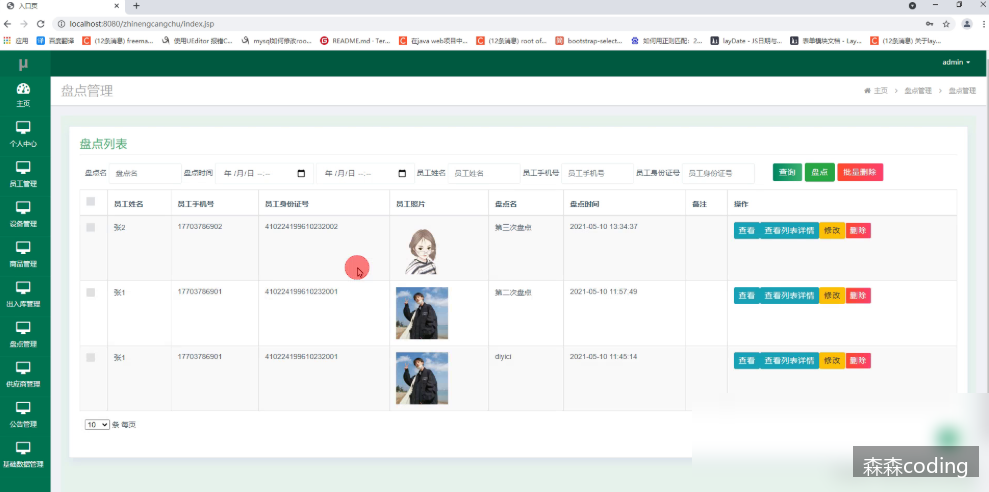 入口页
localhost:8080/zhinengcangchu/index.jsp
应用 百度翻译 (12条消息) freema... 使用UEditor 报错C... mysql如何修改roo... README.md · Ter... 在java web项目中... (12条消息) root of... bootstrap-select... 如何用正则匹配：2... layDate - JS日期与... 表单模块文档 - Lay... (12条消息) 关于lay...
μ admin
主页
盘点管理 主页 > 盘点管理 > 盘点管理
个人中心
员工管理
设备管理
商品管理
出入库管理
盘点管理
供应商管理
公告管理
基础数据管理
盘点列表
盘点名 盘点名 盘点时间 年 /月/日 --:-- 年 /月/日 --:-- 员工姓名 员工姓名 员工手机号 员工手机号 员工身份证号 员工身份证号 查询 盘点 批量删除
员工姓名 员工手机号 员工身份证号 员工照片 盘点名 盘点时间 备注 操作
张2 17703786902 410224199610232002 第三次盘点 2021-05-10 13:34:37 查看 查看列表详情 修改 删除
张1 17703786901 410224199610232001 第二次盘点 2021-05-10 11:57:49 查看 查看列表详情 修改 删除
张1 17703786901 410224199610232001 diyici 2021-05-10 11:45:14 查看 查看列表详情 修改 删除
10 条 每页
森森coding